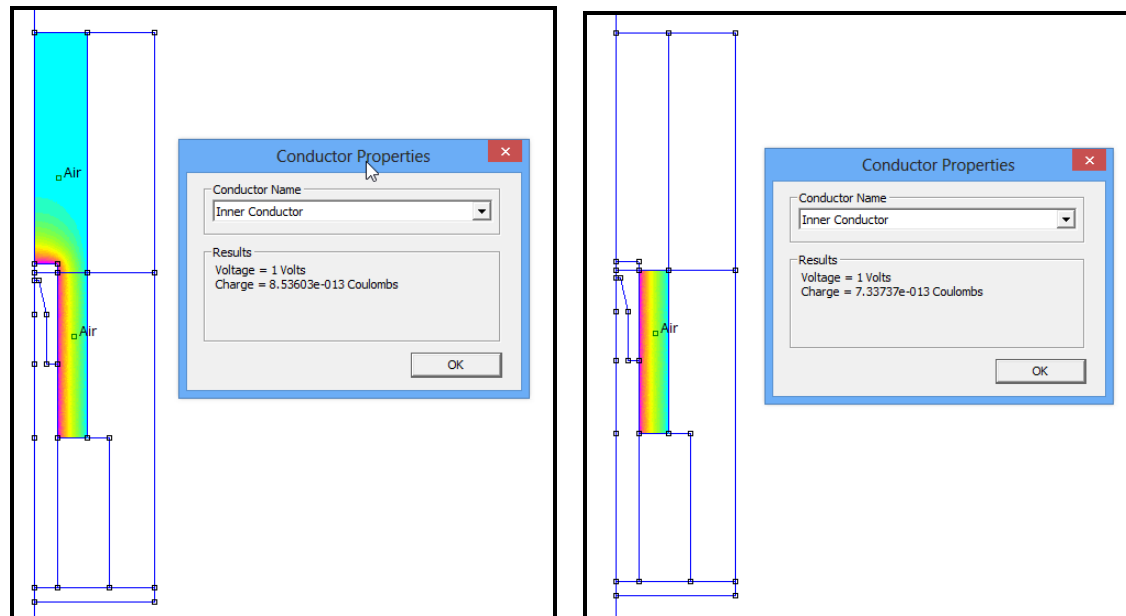 Air
Air
Conductor Properties
Conductor Name
Inner Conductor
Results
Voltage = 1 Volts
Charge = 8.53603e-013 Coulombs
OK
Air
Conductor Properties
Conductor Name
Inner Conductor
Results
Voltage = 1 Volts
Charge = 7.33737e-013 Coulombs
OK